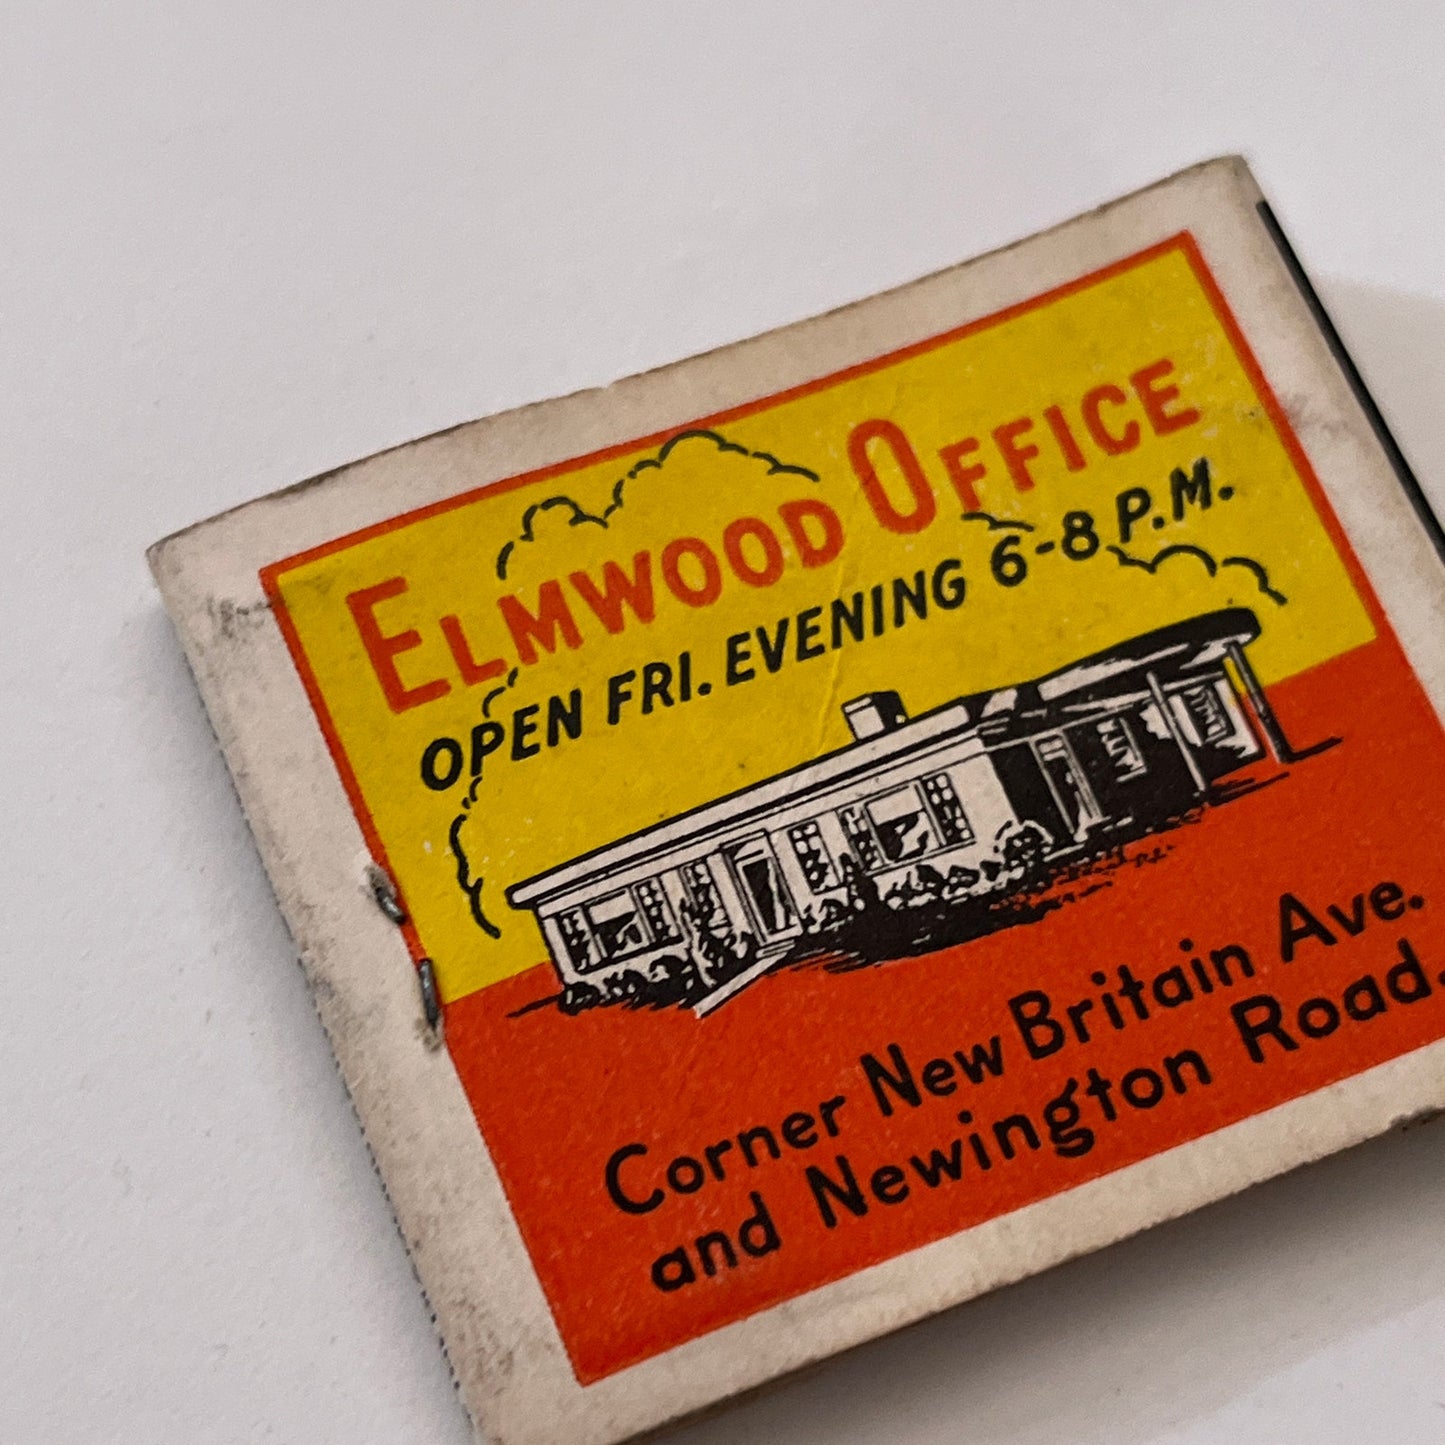 ELMWOOD OFFICE
OPEN FRI. EVENING 6-8 P.M.
Corner New Britain Ave.
and Newington Road.